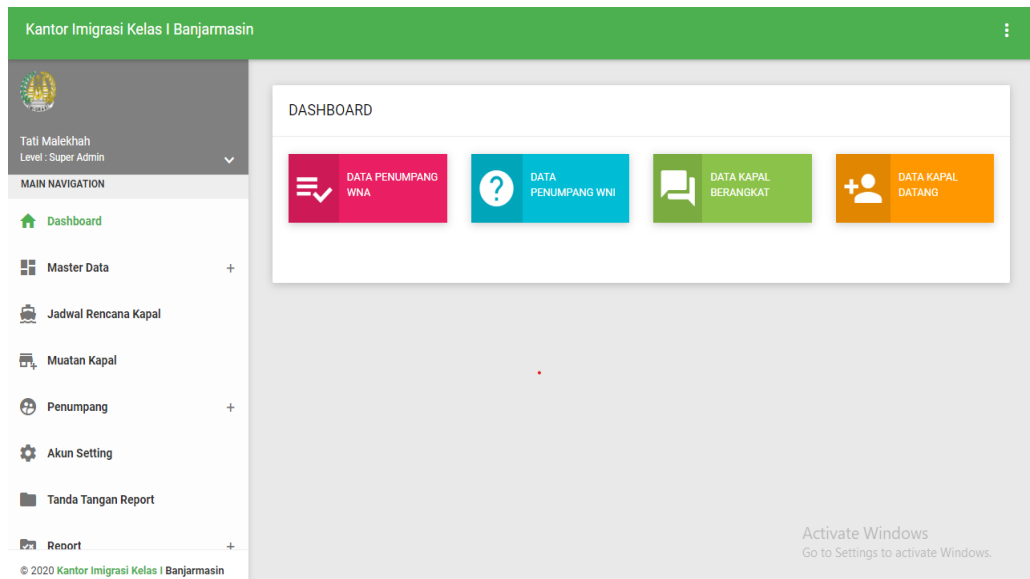 Kantor Imigrasi Kelas I Banjarmasin
Tati Malekhah
Level : Super Admin
MAIN NAVIGATION
Dashboard
Master Data +
Jadwal Rencana Kapal
Muatan Kapal
Penumpang +
Akun Setting
Tanda Tangan Report
Report +
© 2020 Kantor Imigrasi Kelas I Banjarmasin
DASHBOARD
DATA PENUMPANG
WNA
DATA
PENUMPANG WNI
DATA KAPAL
BERANGKAT
DATA KAPAL
DATANG
Activate Windows
Go to Settings to activate Windows.